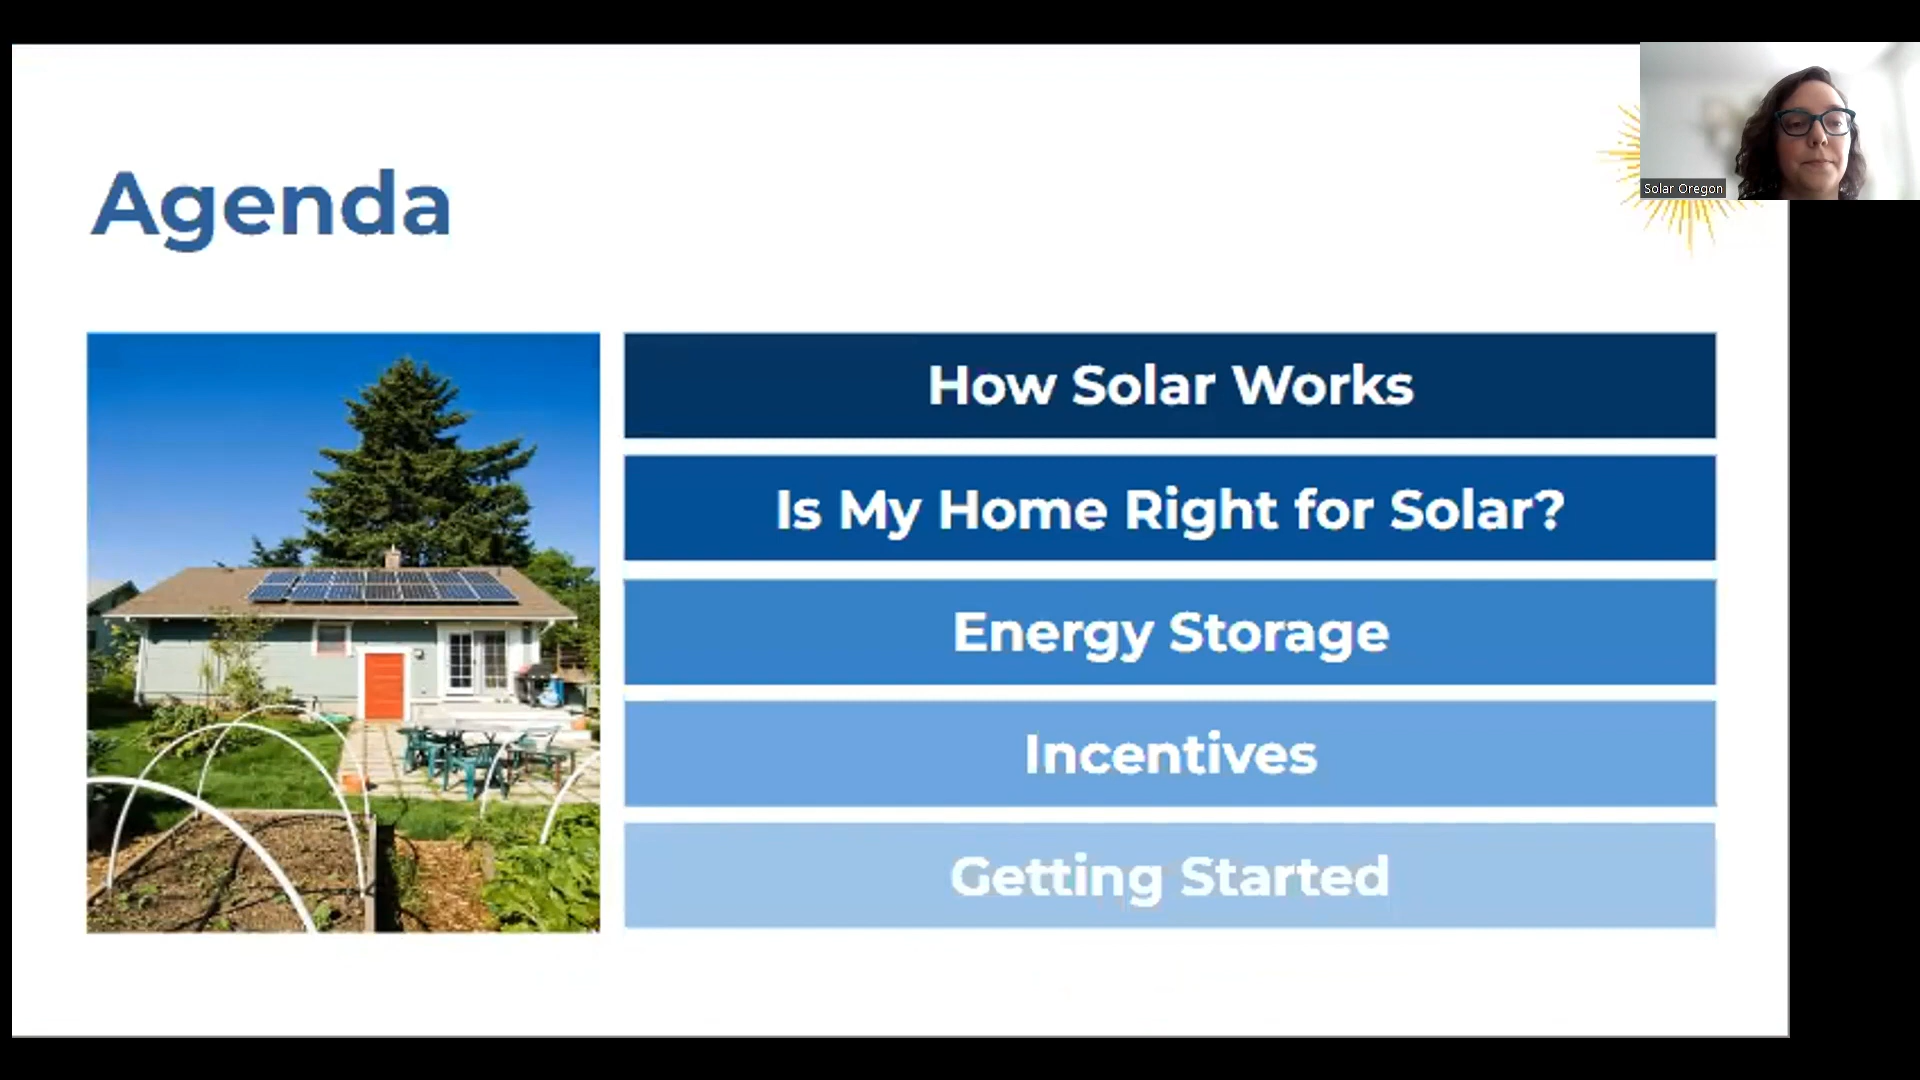 Agenda
How Solar Works
Is My Home Right for Solar?
Energy Storage
Incentives
Getting Started
Solar Oregon